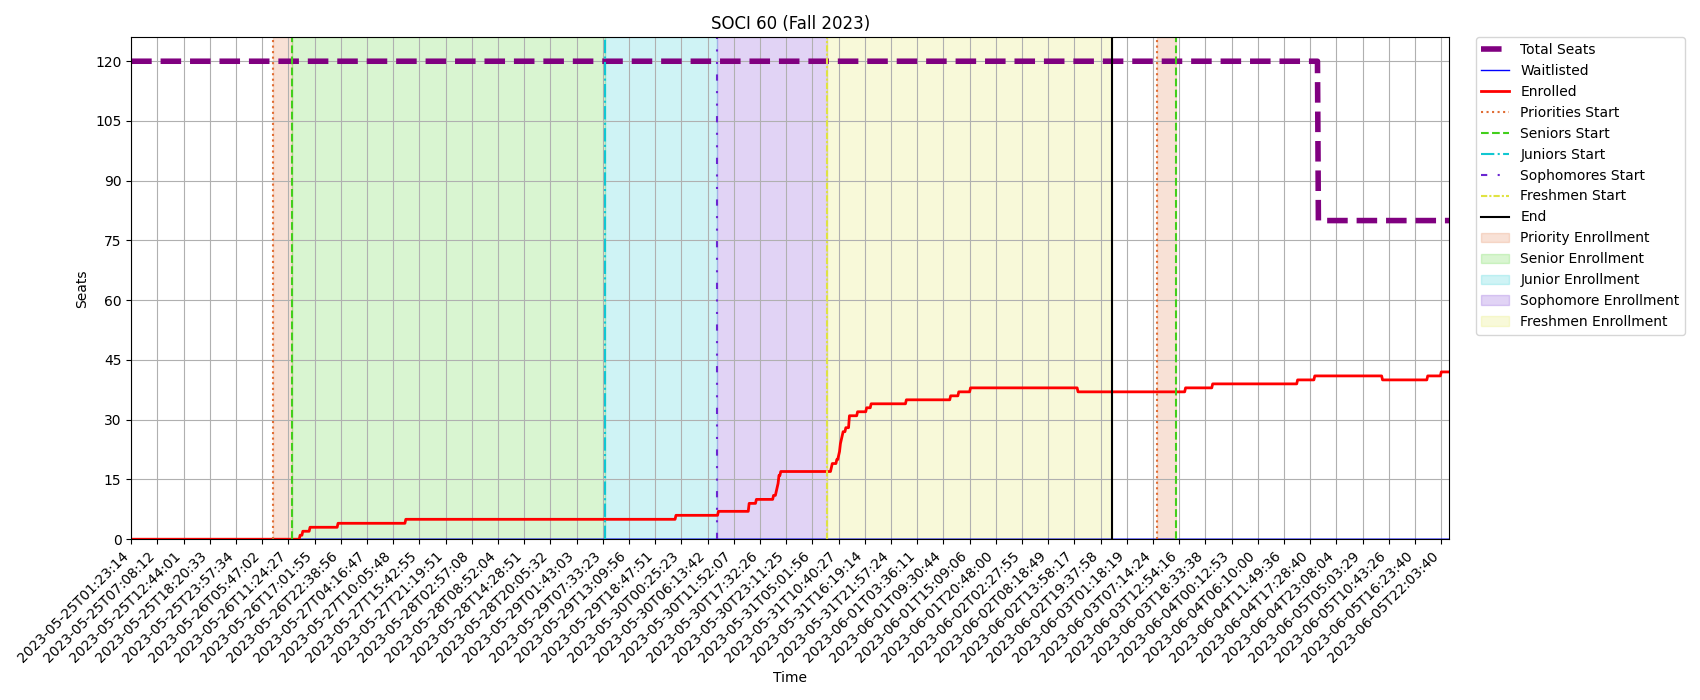 SOCI 60 (Fall 2023)
120
105
90
75
60
45
30
15
0
Seats
2023-05-25T01:23:14
2023-05-25T07:08:12
2023-05-25T12:44:01
2023-05-25T18:20:33
2023-05-25T23:57:34
2023-05-26T05:47:02
2023-05-26T11:24:27
2023-05-26T17:01:55
2023-05-26T22:38:56
2023-05-27T04:16:47
2023-05-27T10:05:48
2023-05-27T15:42:55
2023-05-27T21:19:51
2023-05-28T02:57:08
2023-05-28T08:52:04
2023-05-28T14:28:51
2023-05-28T20:05:32
2023-05-29T01:43:03
2023-05-29T07:33:23
2023-05-29T13:09:56
2023-05-29T18:47:51
2023-05-30T00:25:23
2023-05-30T06:13:42
2023-05-30T11:52:07
2023-05-30T17:32:26
2023-05-30T23:11:25
2023-05-31T05:01:56
2023-05-31T10:40:27
2023-05-31T16:19:14
2023-05-31T21:57:24
2023-06-01T03:36:11
2023-06-01T09:30:44
2023-06-01T15:09:06
2023-06-01T20:48:00
2023-06-02T02:27:55
2023-06-02T08:18:49
2023-06-02T13:58:17
2023-06-02T19:37:58
2023-06-03T01:18:19
2023-06-03T07:14:24
2023-06-03T12:54:16
2023-06-03T18:33:38
2023-06-04T00:12:53
2023-06-04T06:10:00
2023-06-04T11:49:36
2023-06-04T17:28:40
2023-06-04T23:08:04
2023-06-05T05:03:29
2023-06-05T10:43:26
2023-06-05T16:23:40
2023-06-05T22:03:40
Time
Total Seats
Waitlisted
Enrolled
Priorities Start
Seniors Start
Juniors Start
Sophomores Start
Freshmen Start
End
Priority Enrollment
Senior Enrollment
Junior Enrollment
Sophomore Enrollment
Freshmen Enrollment